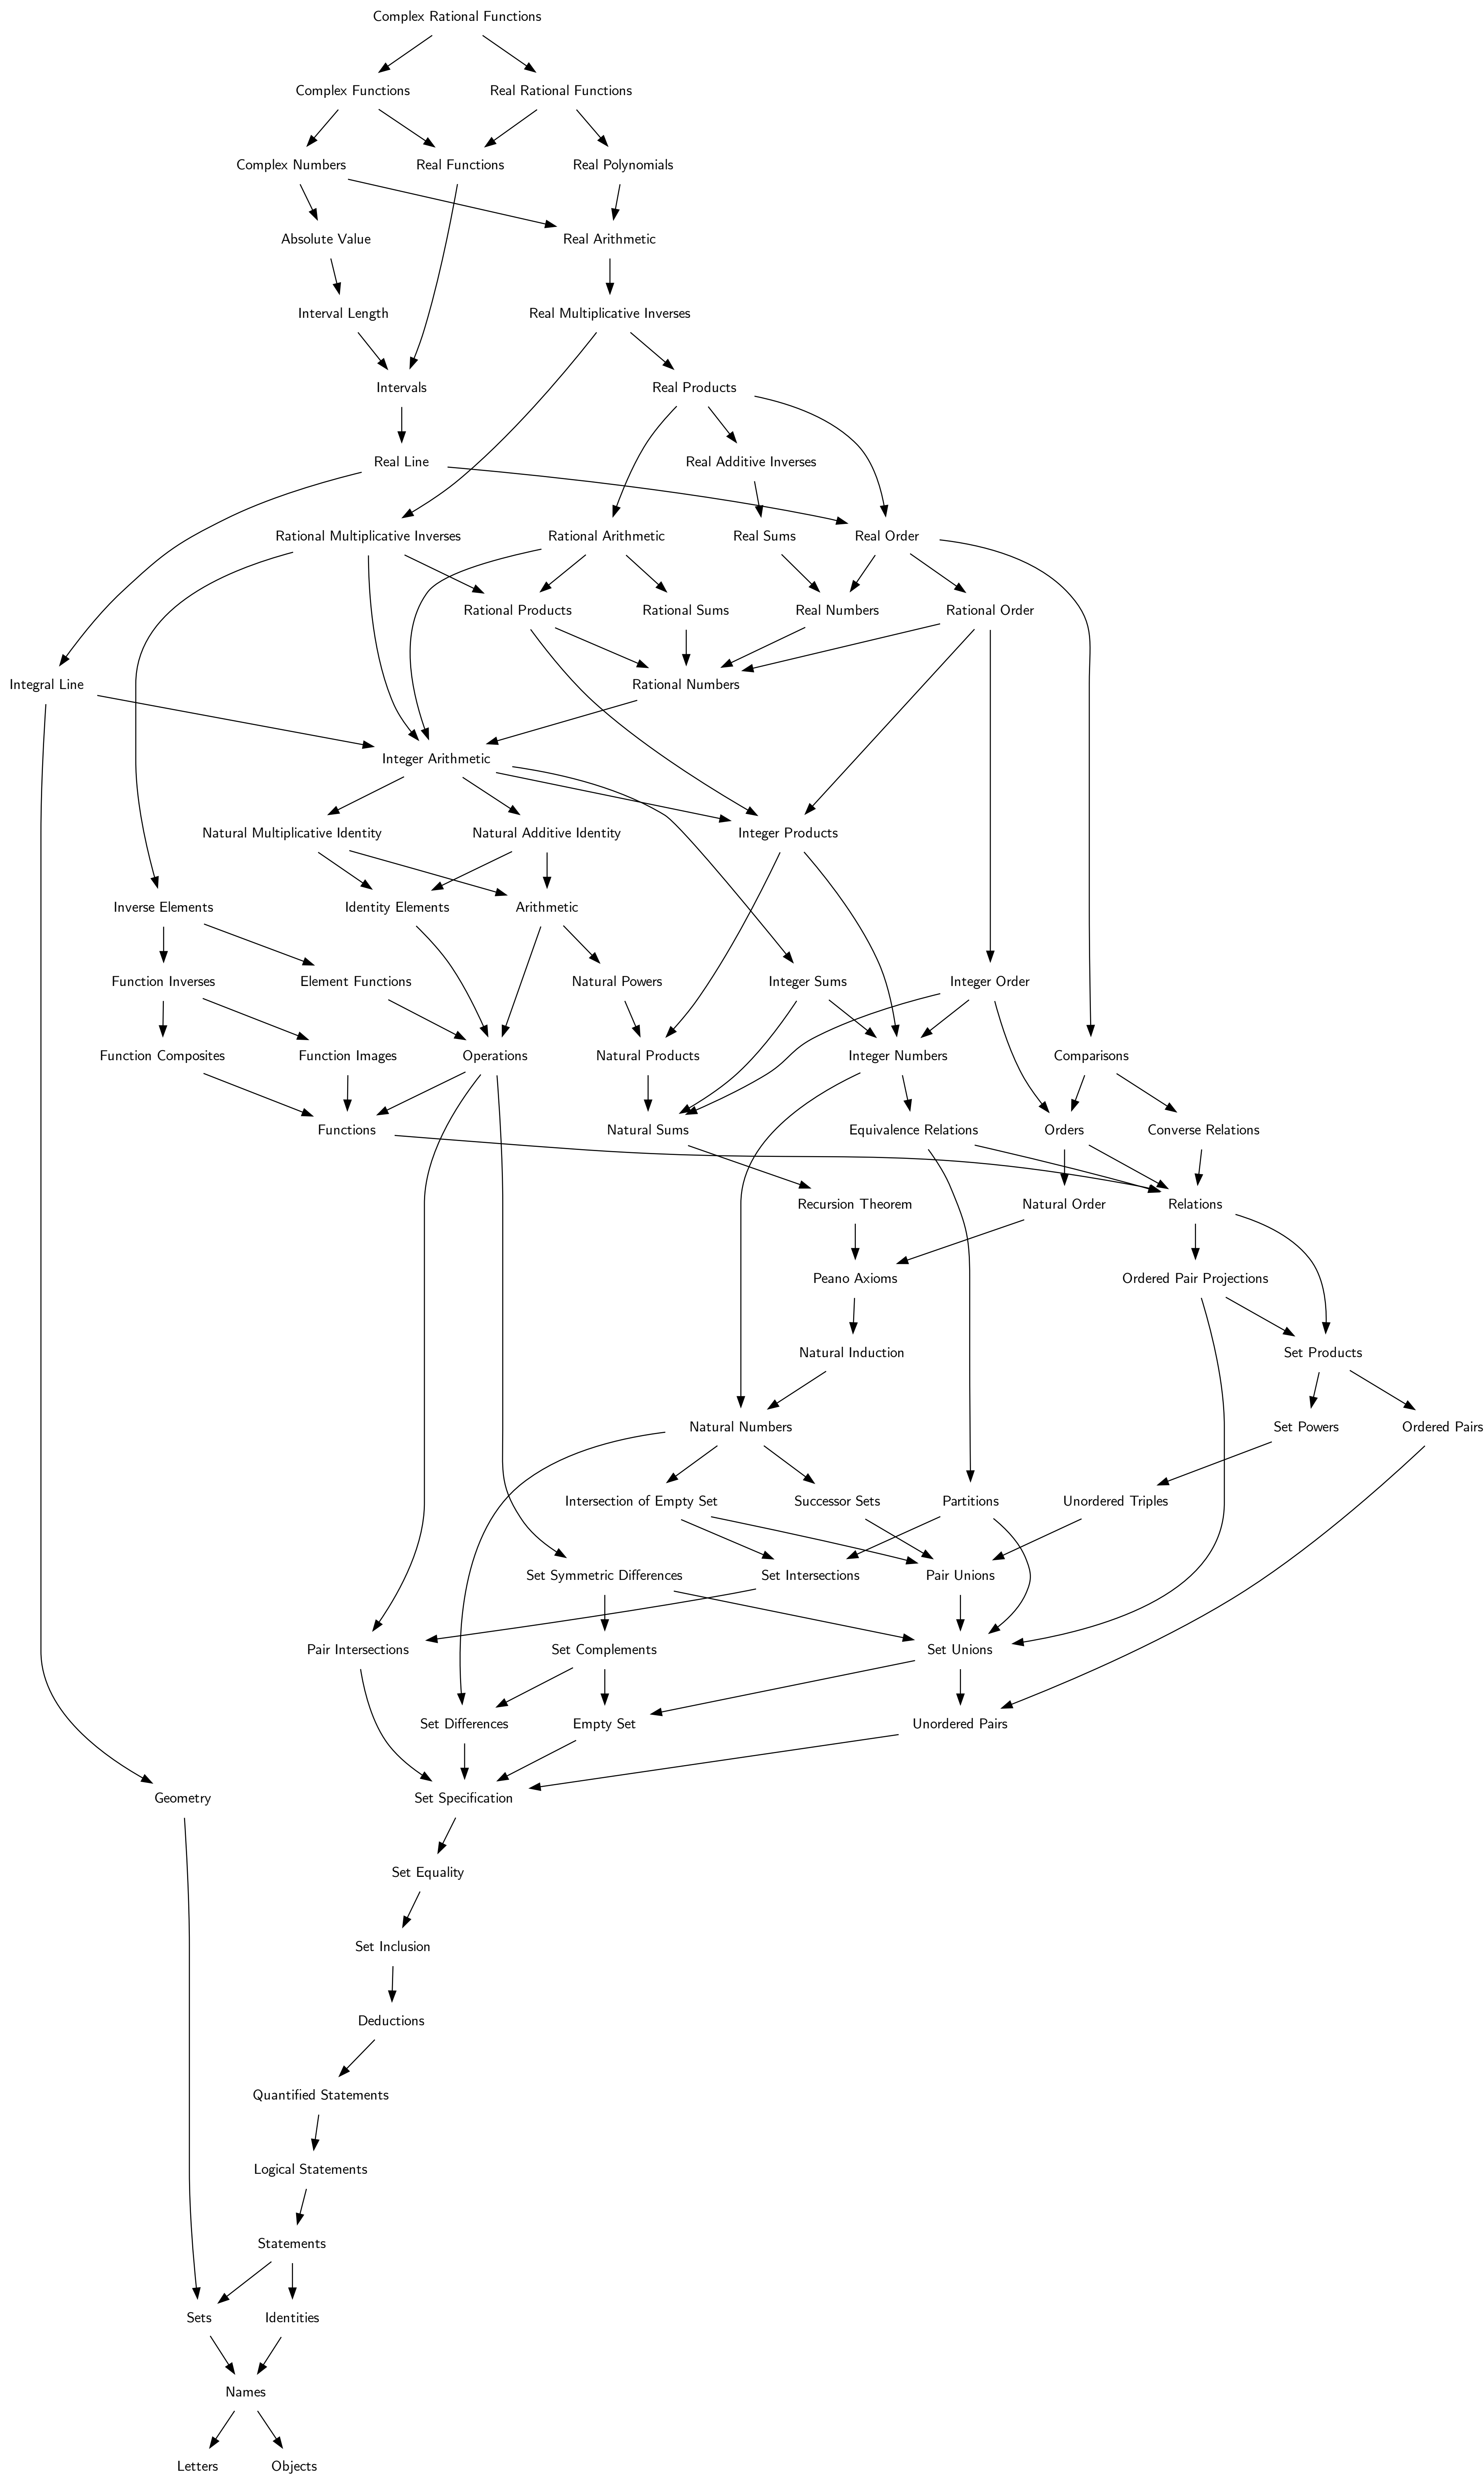 Complex Rational Functions
Complex Functions
Real Rational Functions
Complex Numbers
Real Functions
Real Polynomials
Absolute Value
Real Arithmetic
Interval Length
Real Multiplicative Inverses
Intervals
Real Products
Real Line
Real Additive Inverses
Rational Multiplicative Inverses
Rational Arithmetic
Real Sums
Real Order
Rational Products
Rational Sums
Real Numbers
Rational Order
Integral Line
Rational Numbers
Integer Arithmetic
Natural Multiplicative Identity
Natural Additive Identity
Integer Products
Inverse Elements
Identity Elements
Arithmetic
Function Inverses
Element Functions
Natural Powers
Integer Sums
Integer Order
Function Composites
Function Images
Operations
Natural Products
Integer Numbers
Comparisons
Functions
Natural Sums
Equivalence Relations
Orders
Converse Relations
Recursion Theorem
Natural Order
Relations
Peano Axioms
Ordered Pair Projections
Natural Induction
Set Products
Natural Numbers
Set Powers
Ordered Pairs
Intersection of Empty Set
Successor Sets
Partitions
Unordered Triples
Set Symmetric Differences
Set Intersections
Pair Unions
Pair Intersections
Set Complements
Set Unions
Set Differences
Empty Set
Unordered Pairs
Geometry
Set Specification
Set Equality
Set Inclusion
Deductions
Quantified Statements
Logical Statements
Statements
Sets
Identities
Names
Letters
Objects